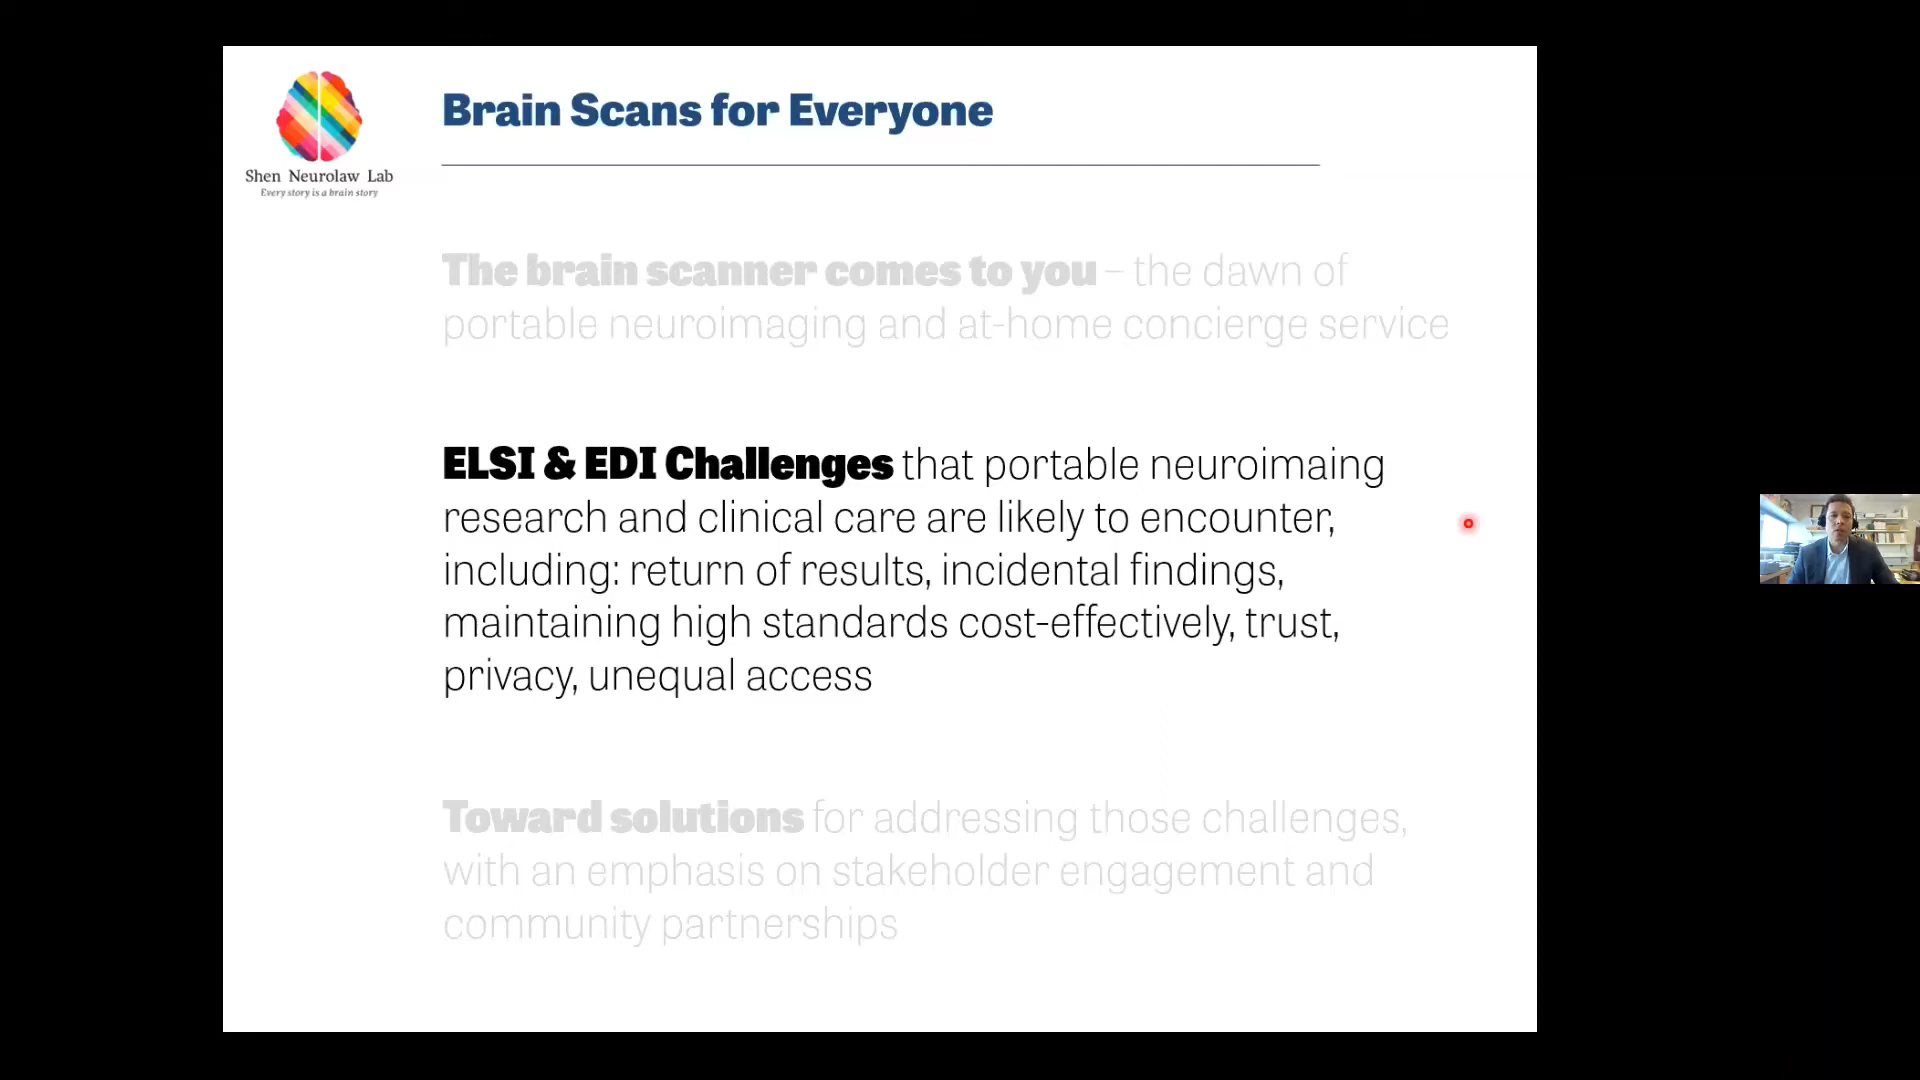 Brain Scans for Everyone
Shen Neurolaw Lab
Every story is a brain story
The brain scanner comes to you – the dawn of
portable neuroimaging and at-home concierge service
ELSI & EDI Challenges that portable neuroimaing
research and clinical care are likely to encounter,
including: return of results, incidental findings,
maintaining high standards cost-effectively, trust,
privacy, unequal access
Toward solutions for addressing those challenges,
with an emphasis on stakeholder engagement and
community partnerships